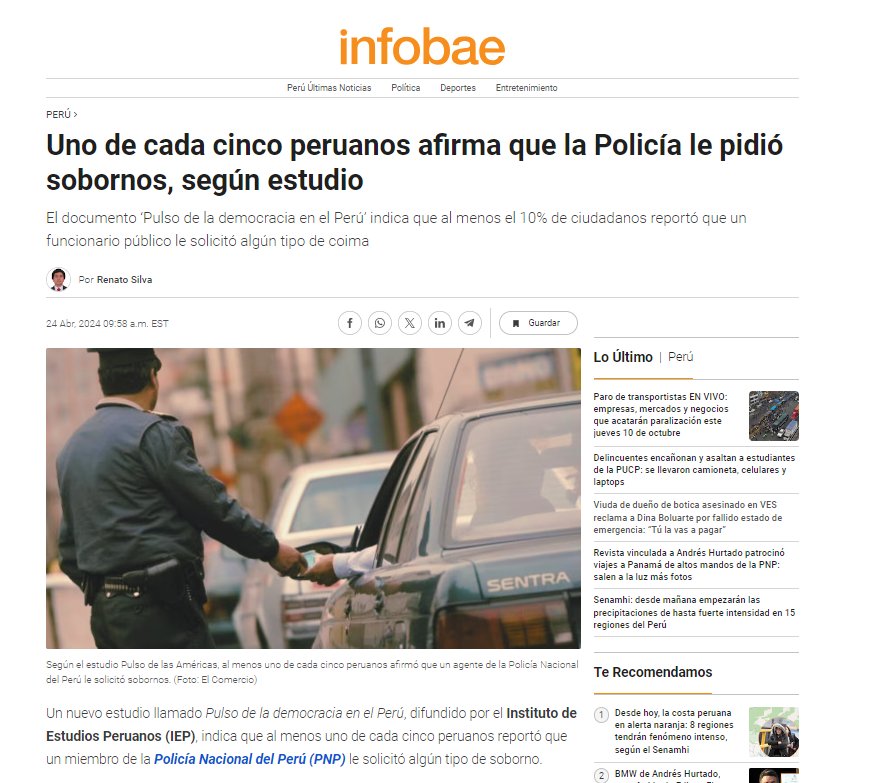 infobae
Perú Últimas Noticias
Política
Deportes
Entretenimiento
PERÚ >
Uno de cada cinco peruanos afirma que la Policía le pidió
sobornos, según estudio
El documento ‘Pulso de la democracia en el Perú’ indica que al menos el 10% de ciudadanos reportó que un
funcionario público le solicitó algún tipo de coima
Por Renato Silva
24 Abr, 2024 09:58 a.m. EST
Guardar
SENTRA
Según el estudio Pulso de las Américas, al menos uno de cada cinco peruanos afirmó que un agente de la Policía Nacional
del Perú le solicitó sobornos. (Foto: El Comercio)
Un nuevo estudio llamado Pulso de la democracia en el Perú, difundido por el Instituto de
Estudios Peruanos (IEP), indica que al menos uno de cada cinco peruanos reportó que
un miembro de la Policía Nacional del Perú (PNP) le solicitó algún tipo de soborno.
Lo Último | Perú
Paro de transportistas EN VIVO:
empresas, mercados y negocios
que acatarán paralización este
jueves 10 de octubre
Delincuentes encañonan y asaltan a estudiantes
de la PUCP: se llevaron camioneta, celulares y
laptops
Viuda de dueño de botica asesinado en VES
reclama a Dina Boluarte por fallido estado de
emergencia: “Tú la vas a pagar”
Revista vinculada a Andrés Hurtado patrocinó
viajes a Panamá de altos mandos de la PNP:
salen a la luz más fotos
Senamhi: desde mañana empezarán las
precipitaciones de hasta fuerte intensidad en 15
regiones del Perú
Te Recomendamos
1
Desde hoy, la costa peruana
en alerta naranja: 8 regiones
tendrán fenómeno intenso,
según el Senamhi
2
BMW de Andrés Hurtado,